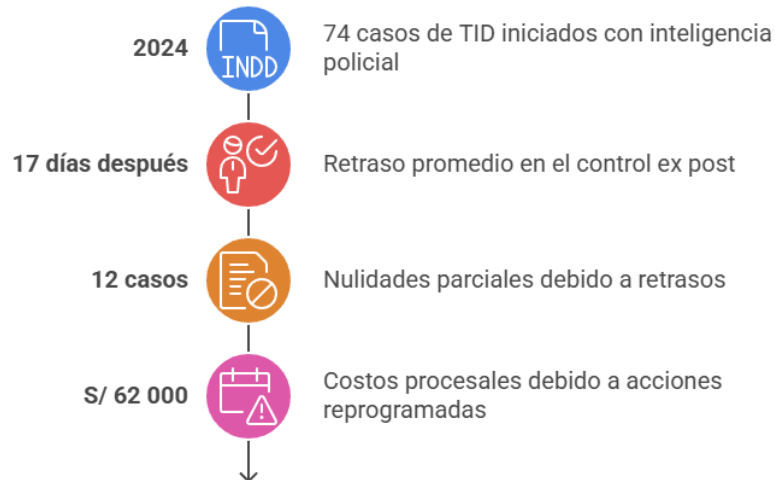 2024
INDD
74 casos de TID iniciados con inteligencia
policial
17 días después
Retraso promedio en el control ex post
12 casos
Nulidades parciales debido a retrasos
S/ 62 000
Costos procesales debido a acciones
reprogramadas